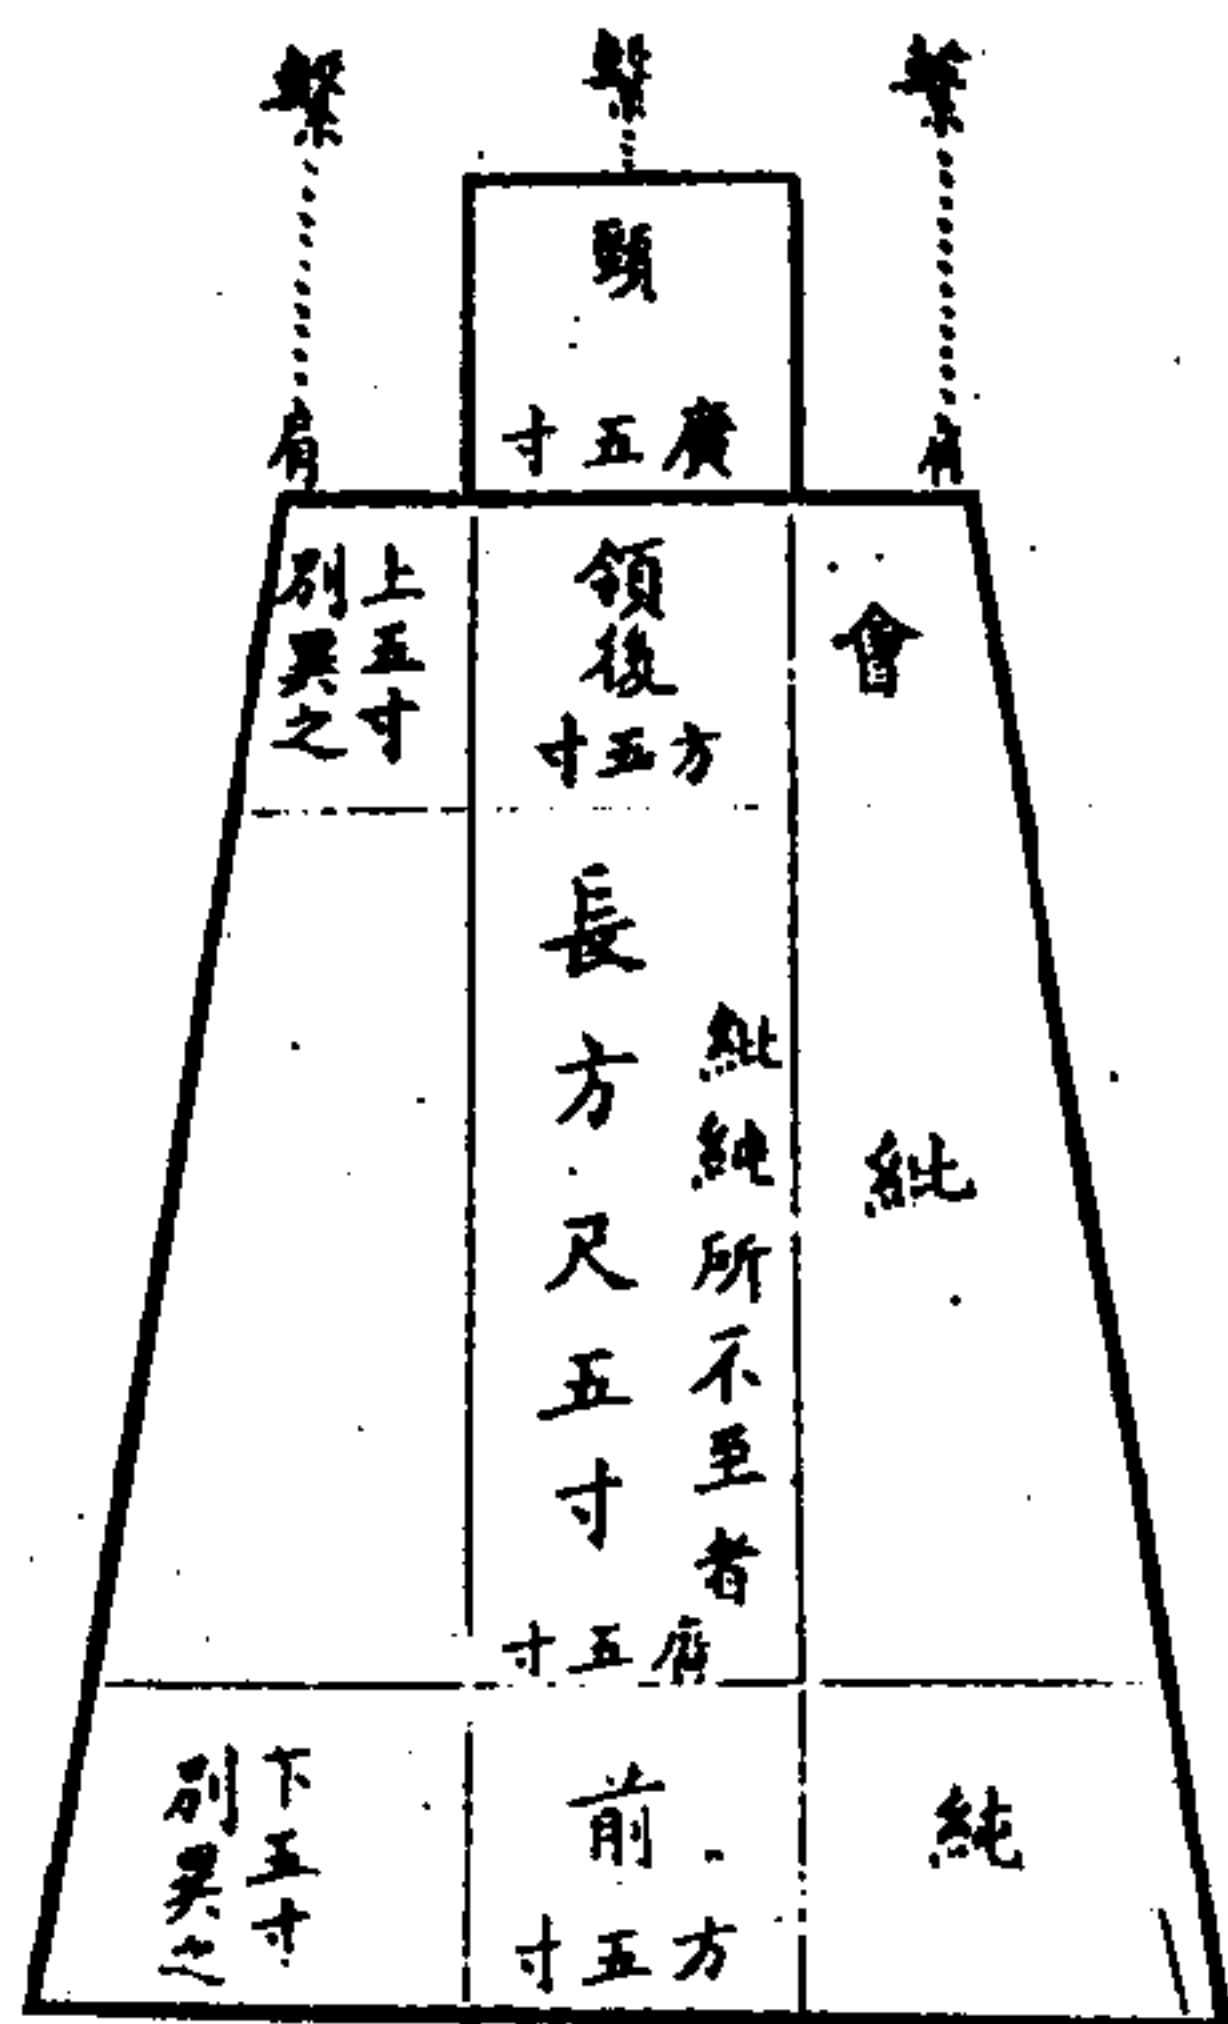 繫
繫
繫
肩
肩
頸
廣五寸
會
領後
方五寸
上五寸
別異之
紕
紕純所不至者
長方尺五寸
廣五寸
純
前
方五寸
下五寸
別異之